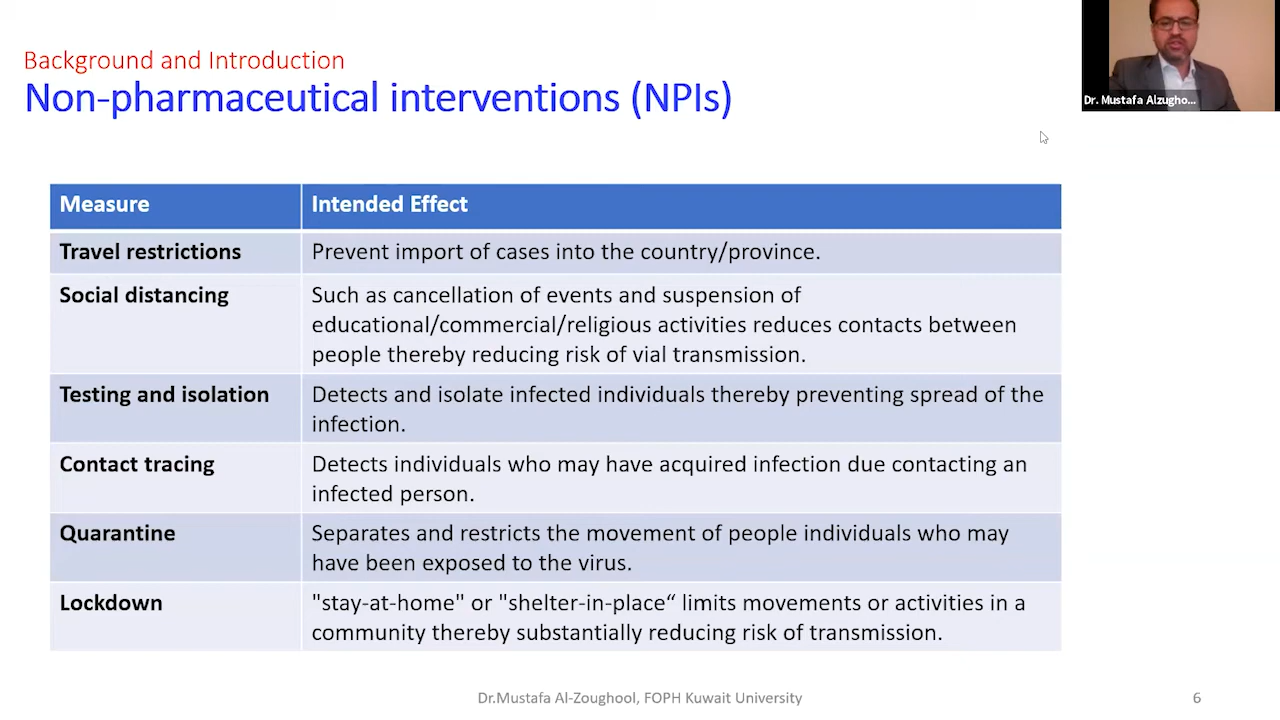 Background and Introduction
Non-pharmaceutical interventions (NPIs)
Dr. Mustafa Alzugho...
Measure
Intended Effect
Travel restrictions
Prevent import of cases into the country/province.
Social distancing
Such as cancellation of events and suspension of
educational/commercial/religious activities reduces contacts between
people thereby reducing risk of vial transmission.
Testing and isolation
Detects and isolate infected individuals thereby preventing spread of the
infection.
Contact tracing
Detects individuals who may have acquired infection due contacting an
infected person.
Quarantine
Separates and restricts the movement of people individuals who may
have been exposed to the virus.
Lockdown
"stay-at-home" or "shelter-in-place“ limits movements or activities in a
community thereby substantially reducing risk of transmission.
Dr.Mustafa Al-Zoughool, FOPH Kuwait University
6